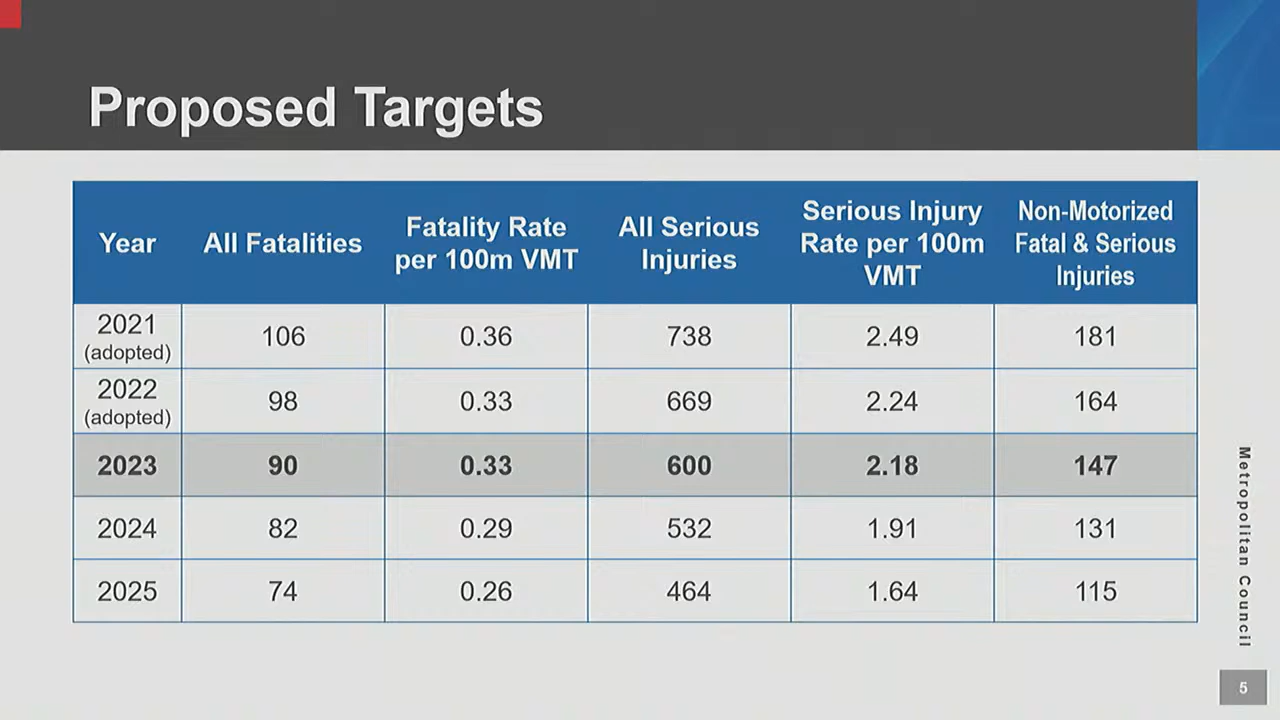 Proposed Targets
Year All Fatalities Fatality Rate per 100m VMT All Serious Injuries Serious Injury Rate per 100m VMT Non-Motorized Fatal & Serious Injuries
2021 (adopted) 106 0.36 738 2.49 181
2022 (adopted) 98 0.33 669 2.24 164
2023 90 0.33 600 2.18 147
2024 82 0.29 532 1.91 131
2025 74 0.26 464 1.64 115
Metropolitan Council
5